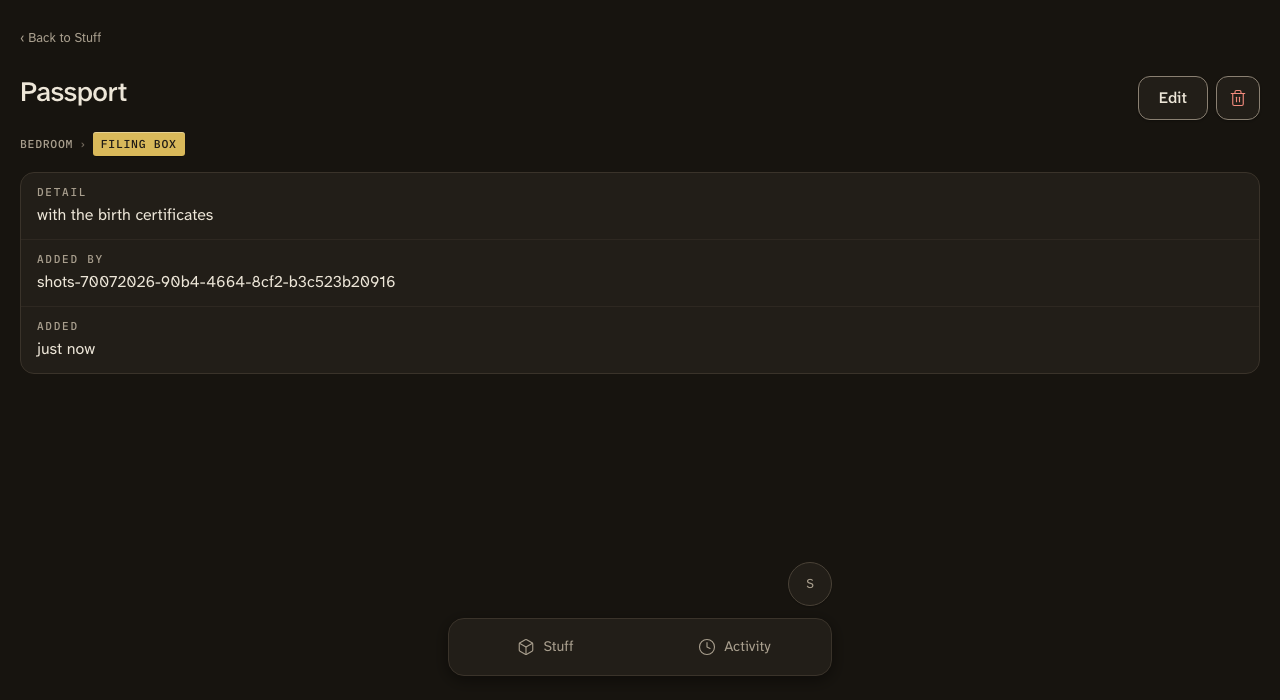 ‹ Back to Stuff
Passport
Edit
BEDROOM › FILING BOX
DETAIL
with the birth certificates
ADDED BY
shots-70072026-90b4-4664-8cf2-b3c523b20916
ADDED
just now
S
Stuff
Activity